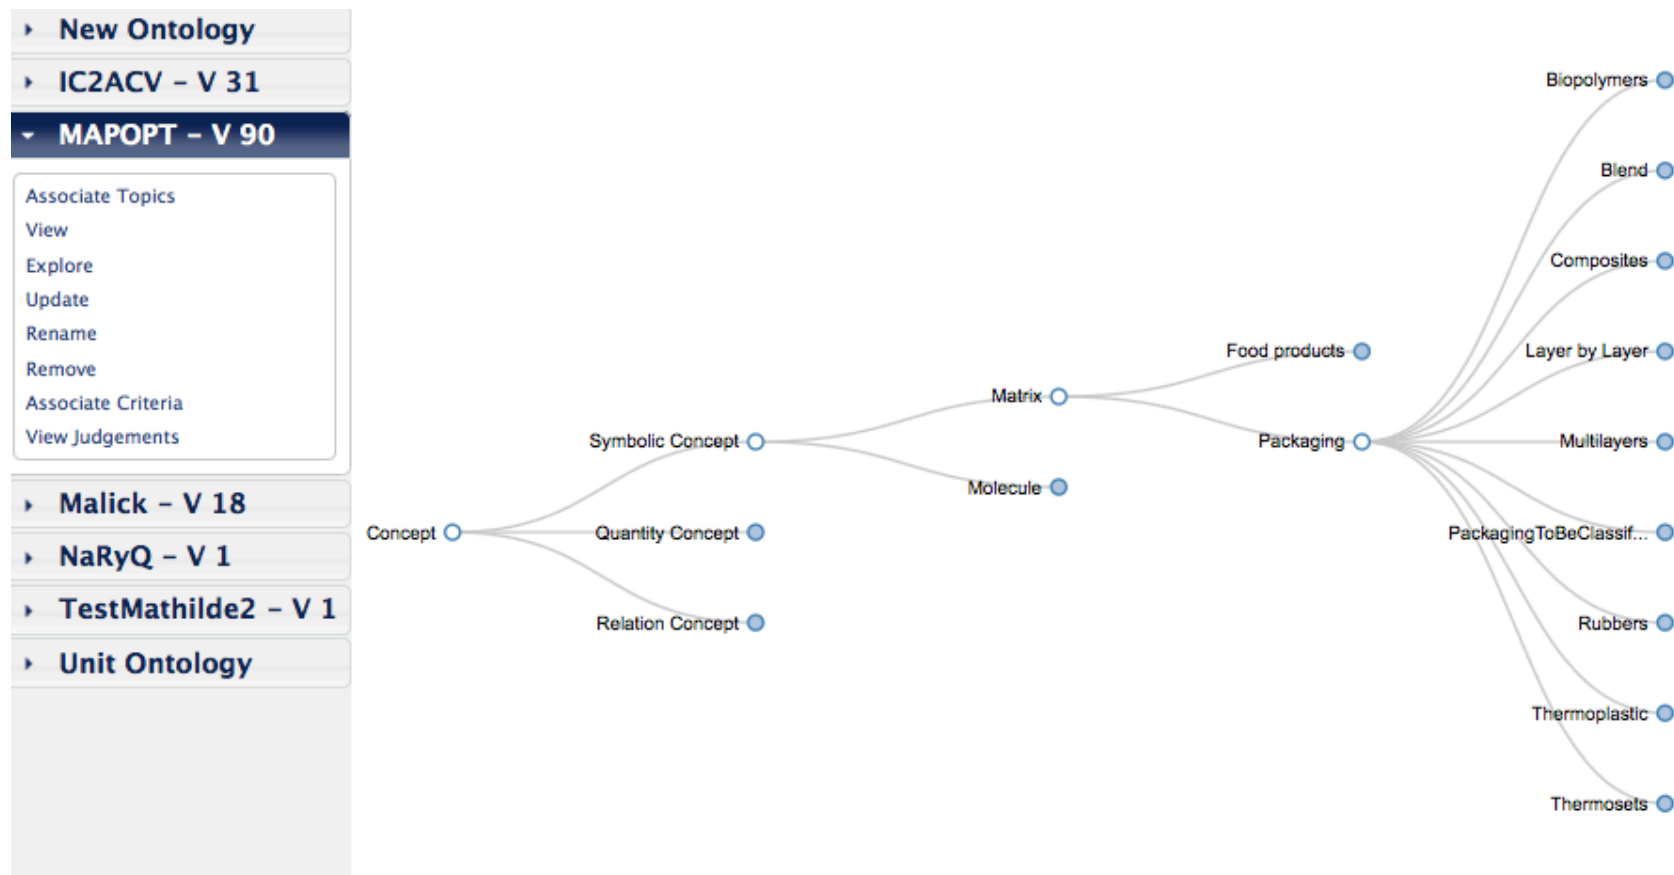 New Ontology
IC2ACV – V 31
MAPOPT – V 90
Associate Topics
View
Explore
Update
Rename
Remove
Associate Criteria
View Judgements
Malick – V 18
NaRyQ – V 1
TestMathilde2 – V 1
Unit Ontology
Concept
Symbolic Concept
Quantity Concept
Relation Concept
Matrix
Molecule
Food products
Packaging
Biopolymers
Blend
Composites
Layer by Layer
Multilayers
PackagingToBeClassif...
Rubbers
Thermoplastic
Thermosets